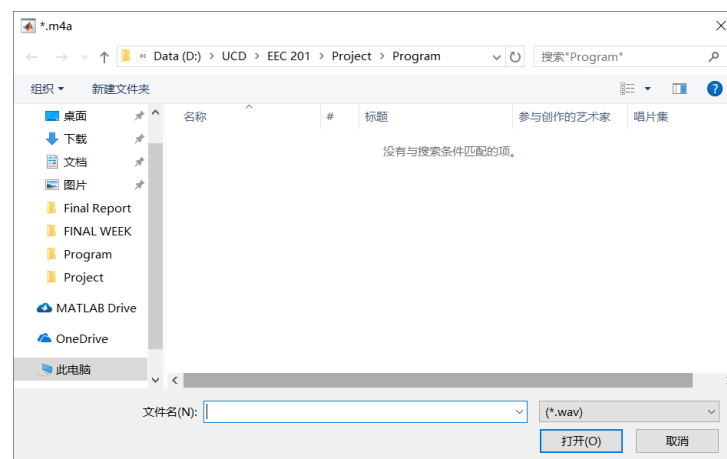 *.m4a
« Data (D:) > UCD > EEC 201 > Project > Program
搜索"Program"
组织 新建文件夹
名称 # 标题 参与创作的艺术家 唱片集
没有与搜索条件匹配的项。
桌面
下载
文档
图片
Final Report
FINAL WEEK
Program
Project
MATLAB Drive
OneDrive
此电脑
文件名(N): (*.wav)
打开(O) 取消